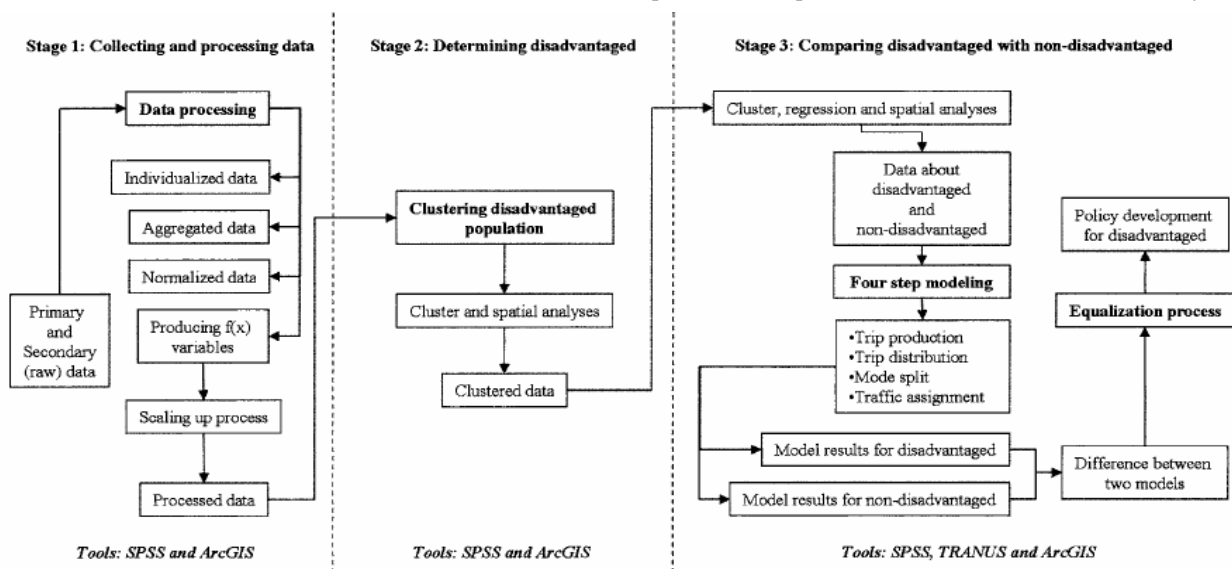 Stage 1: Collecting and processing data
Data processing
Individualized data
Aggregated data
Normalized data
Primary
and
Secondary
(raw) data
Producing f(x)
variables
Scaling up process
Processed data
Tools: SPSS and ArcGIS
Stage 2: Determining disadvantaged
Clustering disadvantaged
population
Cluster and spatial analyses
Clustered data
Tools: SPSS and ArcGIS
Stage 3: Comparing disadvantaged with non-disadvantaged
Cluster, regression and spatial analyses
Data about
disadvantaged
and
non-disadvantaged
Four step modeling
•Trip production
•Trip distribution
•Mode split
•Traffic assignment
Model results for disadvantaged
Model results for non-disadvantaged
Difference between
two models
Equalization process
Policy development
for disadvantaged
Tools: SPSS, TRANUS and ArcGIS